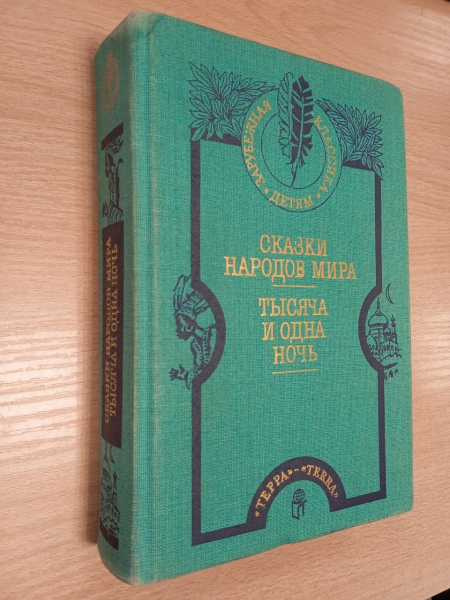 ЗАРУБЕЖНАЯ КЛАССИКА
• ДЕТЯМ •
СКАЗКИ
НАРОДОВ МИРА
ТЫСЯЧА
И ОДНА
НОЧЬ
«ТЕРРА»-«TERRA»
СКАЗКИ НАРОДОВ МИРА
ТЫСЯЧА И ОДНА НОЧЬ